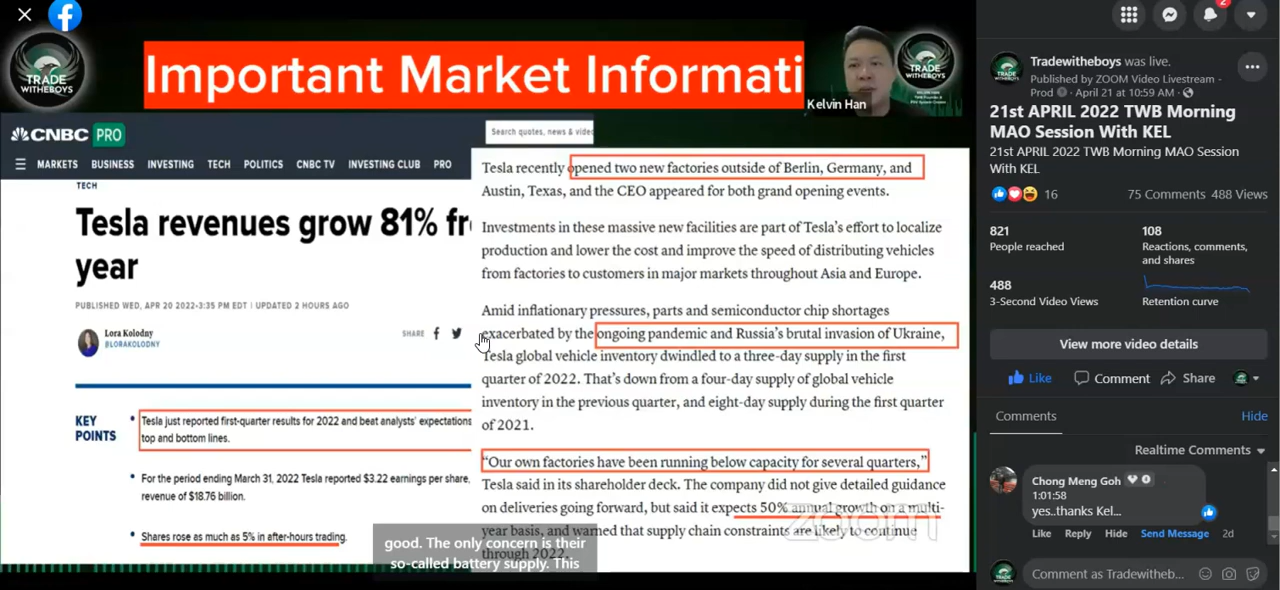 TRADE
WITHEBOYS
Important Market Informati
Kelvin Han
TRADE
WITHEBOYS
CNBC PRO
Search quotes, news & vide
MARKETS BUSINESS INVESTING TECH POLITICS CNBC TV INVESTING CLUB PRO
TECH
Tesla revenues grow 81% fr
year
PUBLISHED WED, APR 20 2022•3:35 PM EDT | UPDATED 2 HOURS AGO
Lora Kolodny
@LORAKOLODNY
SHARE
KEY
POINTS
• Tesla just reported first-quarter results for 2022 and beat analysts' expectations
top and bottom lines.
• For the period ending March 31, 2022 Tesla reported $3.22 earnings per share,
revenue of $18.76 billion.
• Shares rose as much as 5% in after-hours trading.
Tesla recently opened two new factories outside of Berlin, Germany, and
Austin, Texas, and the CEO appeared for both grand opening events.
Investments in these massive new facilities are part of Tesla's effort to localize
production and lower the cost and improve the speed of distributing vehicles
from factories to customers in major markets throughout Asia and Europe.
Amid inflationary pressures, parts and semiconductor chip shortages
exacerbated by the ongoing pandemic and Russia's brutal invasion of Ukraine,
Tesla global vehicle inventory dwindled to a three-day supply in the first
quarter of 2022. That's down from a four-day supply of global vehicle
inventory in the previous quarter, and eight-day supply during the first quarter
of 2021.
“Our own factories have been running below capacity for several quarters,”
Tesla said in its shareholder deck. The company did not give detailed guidance
on deliveries going forward, but said it expects 50% annual growth on a multi-
year basis, and warned that supply chain constraints are likely to continue
through 2022.
zoom
good. The only concern is their
so-called battery supply. This
2
Tradewitheboys was live.
Published by ZOOM Video Livestream -
Prod · April 21 at 10:59 AM ·
21st APRIL 2022 TWB Morning
MAO Session With KEL
21st APRIL 2022 TWB Morning MAO Session
With KEL
16 75 Comments 488 Views
821
People reached
108
Reactions, comments,
and shares
488
3-Second Video Views
Retention curve
View more video details
Like Comment Share
Comments Hide
Realtime Comments
Chong Meng Goh 0
1:01:58
yes..thanks Kel...
Like Reply Hide Send Message 2d
Comment as Tradewitheb...